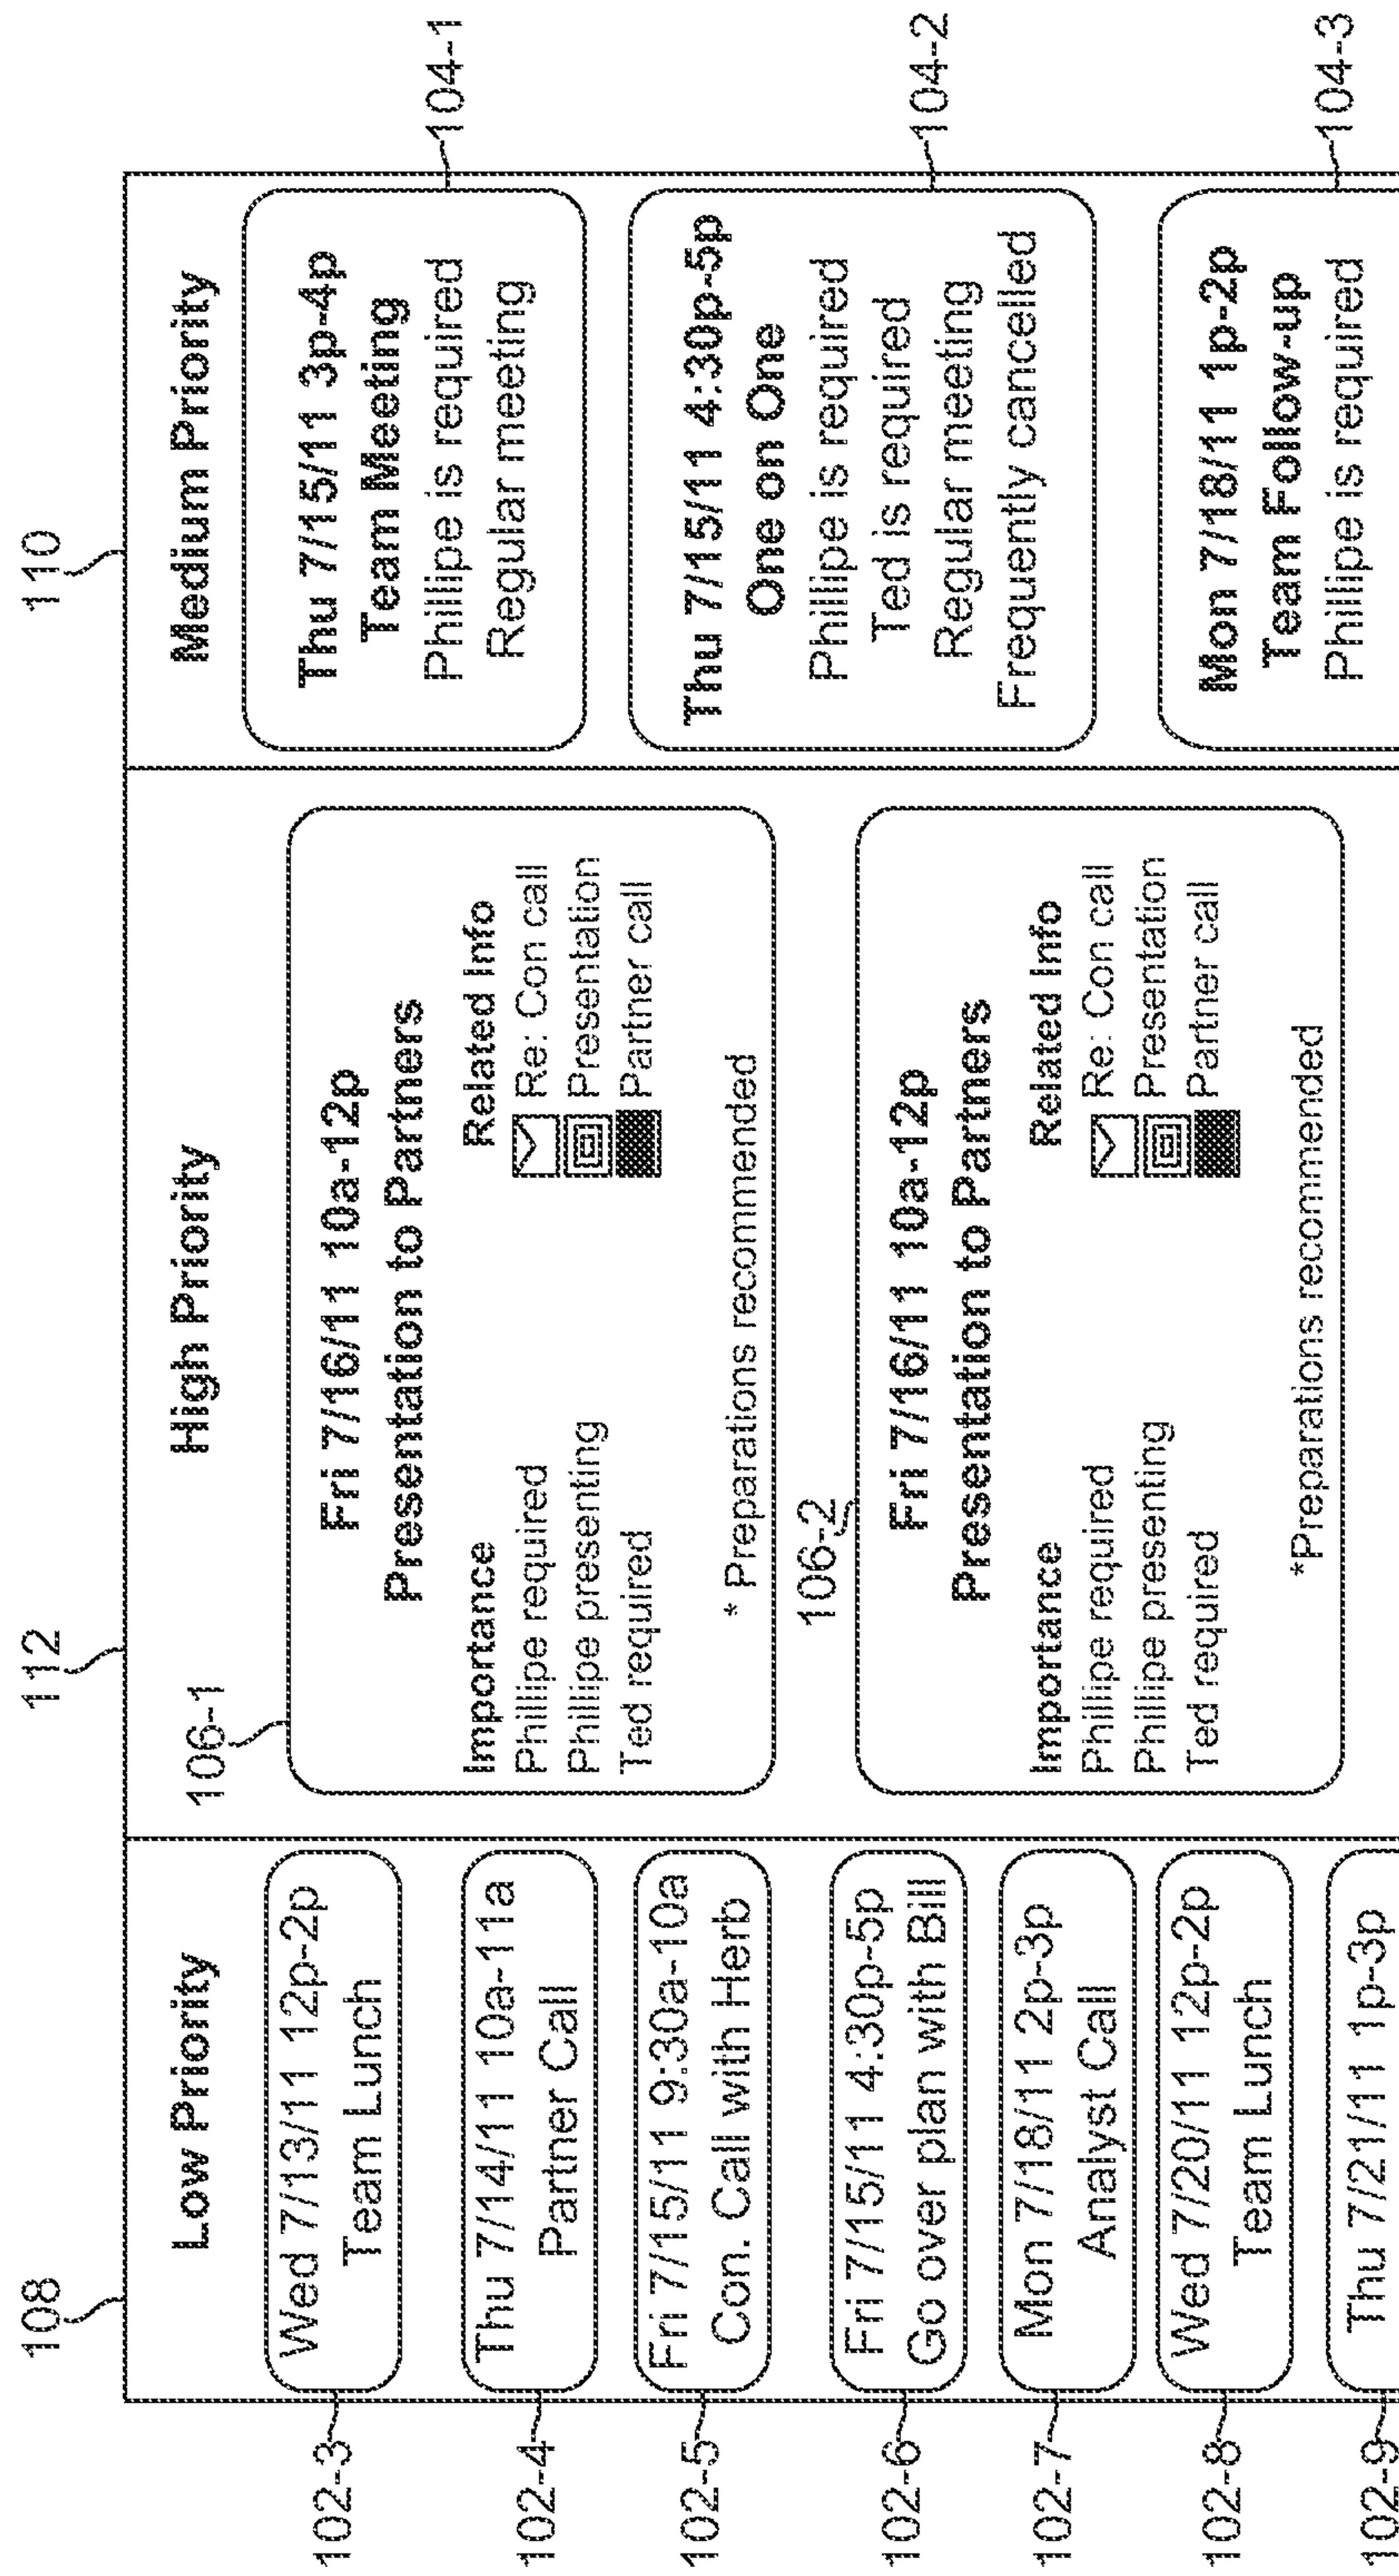 108
112
110
Low Priority
102-3
Wed 7/13/11 12p-2p
Team Lunch
102-4
Thu 7/14/11 10a-11a
Partner Call
102-5
Fri 7/15/11 9:30a-10a
Con. Call with Herb
102-6
Fri 7/15/11 4:30p-5p
Go over plan with Bill
102-7
Mon 7/18/11 2p-3p
Analyst Call
102-8
Wed 7/20/11 12p-2p
Team Lunch
102-9
Thu 7/21/11 1p-3p
High Priority
106-1
Fri 7/16/11 10a-12p
Presentation to Partners
Importance
Phillipe required
Phillipe presenting
Ted required
Related Info
Re: Con call
Presentation
Partner call
* Preparations recommended
106-2
Fri 7/16/11 10a-12p
Presentation to Partners
Importance
Phillipe required
Phillipe presenting
Ted required
Related Info
Re: Con call
Presentation
Partner call
*Preparations recommended
Medium Priority
Thu 7/15/11 3p-4p
Team Meeting
Phillipe is required
Regular meeting
104-1
Thu 7/15/11 4:30p-5p
One on One
Phillipe is required
Ted is required
Regular meeting
Frequently cancelled
104-2
Mon 7/18/11 1p-2p
Team Follow-up
Phillipe is required
104-3